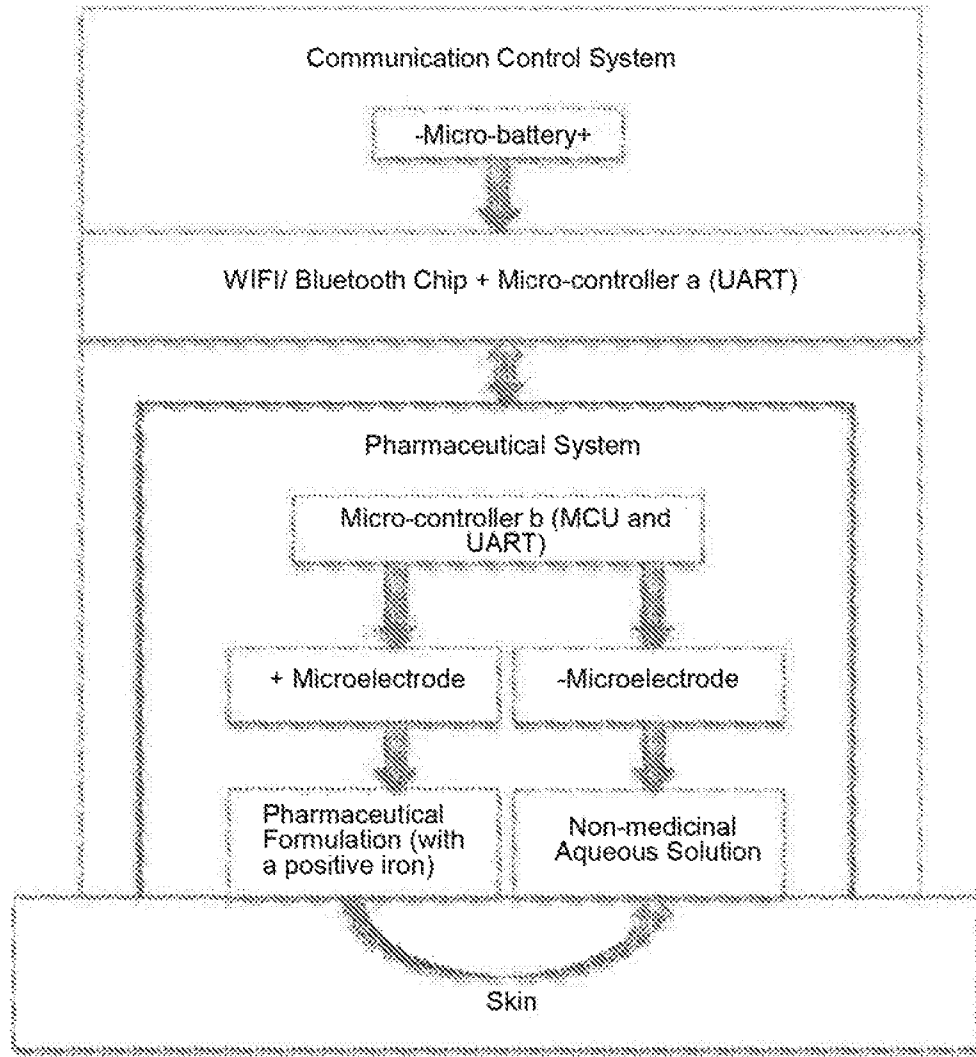 Communication Control System
-Micro-battery+
WIFI/ Bluetooth Chip + Micro-controller a (UART)
Pharmaceutical System
Micro-controller b (MCU and
UART)
+ Microelectrode
-Microelectrode
Pharmaceutical
Formulation (with
a positive iron)
Non-medicinal
Aqueous Solution
Skin